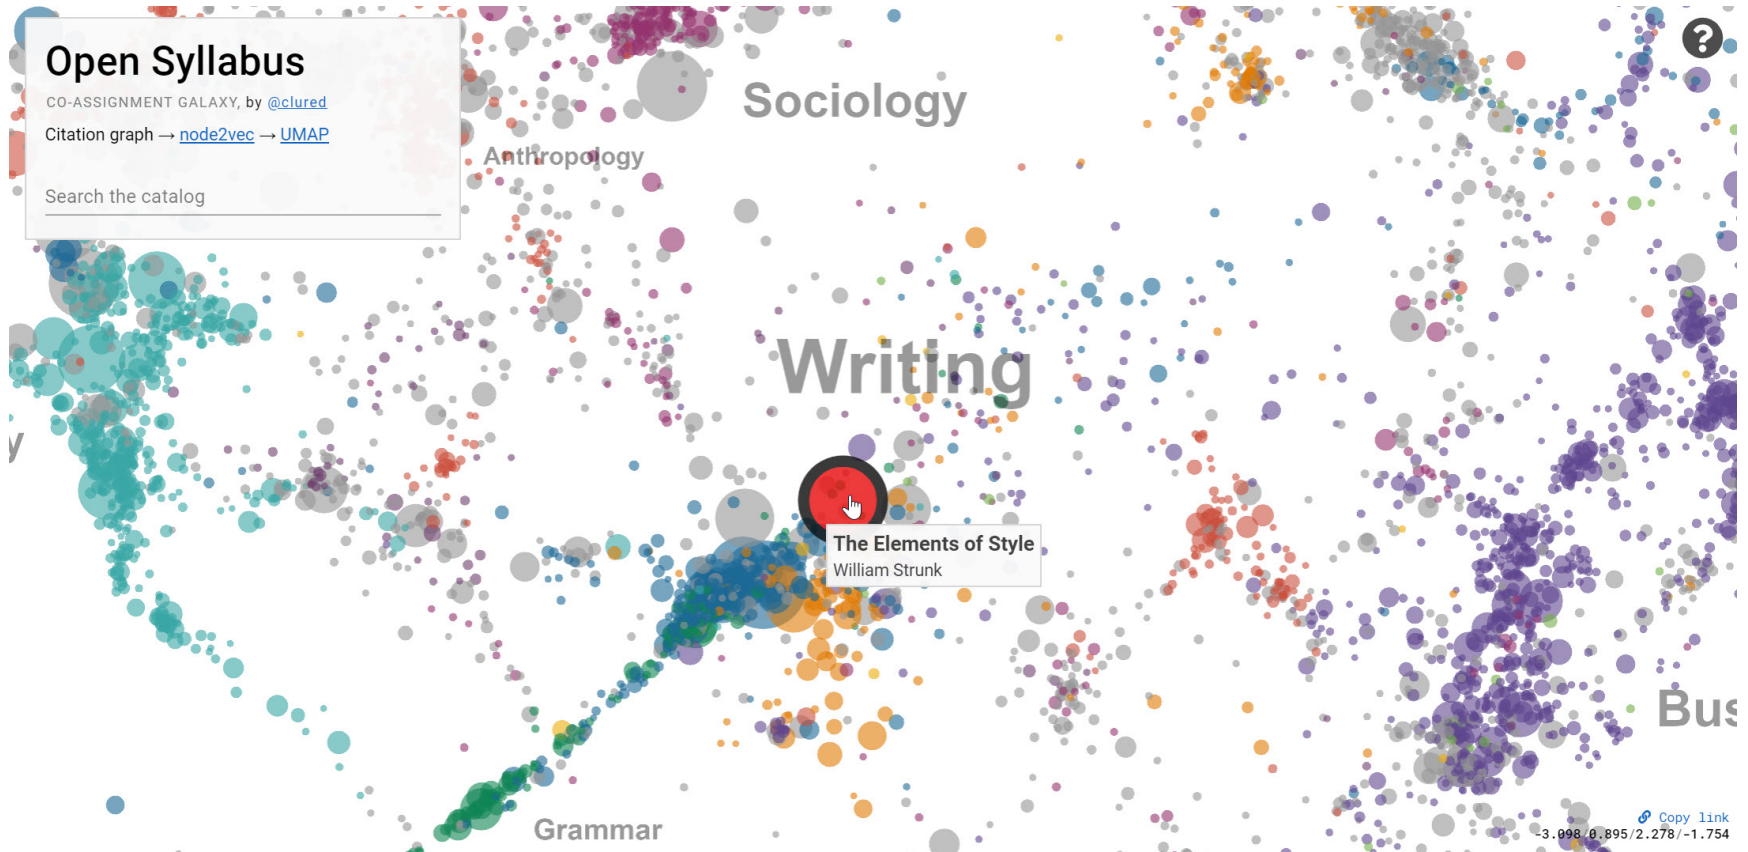 Open Syllabus
CO-ASSIGNMENT GALAXY, by @clured
Citation graph → node2vec → UMAP
Search the catalog
?
Sociology
Anthropology
Writing
y
The Elements of Style
William Strunk
Bus
Grammar
Copy link
-3.098/0.895/2.278/-1.754